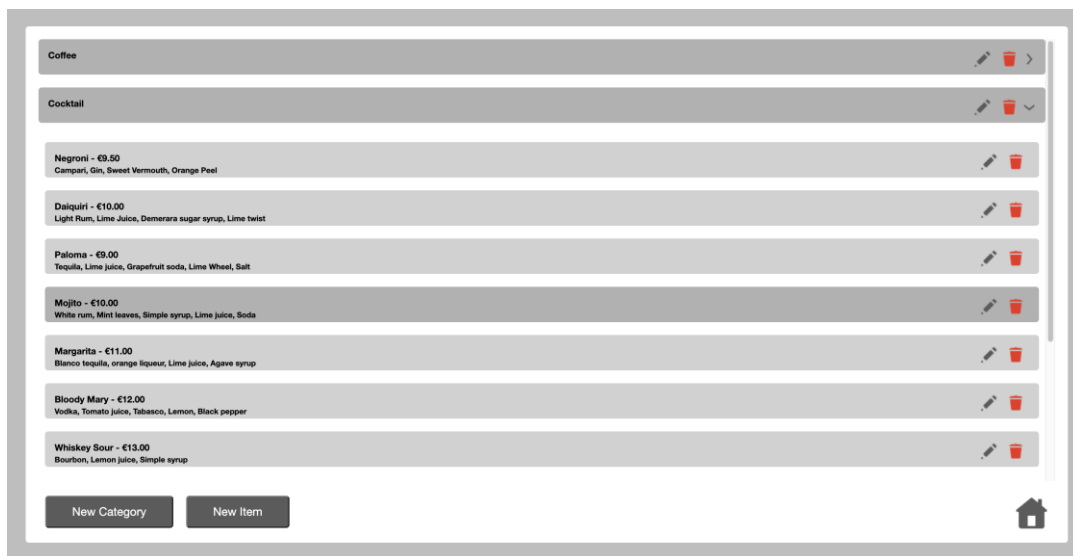 Coffee
Cocktail
Negroni - €9.50
Campari, Gin, Sweet Vermouth, Orange Peel
Daiquiri - €10.00
Light Rum, Lime Juice, Demerara sugar syrup, Lime twist
Paloma - €9.00
Tequila, Lime juice, Grapefruit soda, Lime Wheel, Salt
Mojito - €10.00
White rum, Mint leaves, Simple syrup, Lime juice, Soda
Margarita - €11.00
Blanco tequila, orange liqueur, Lime juice, Agave syrup
Bloody Mary - €12.00
Vodka, Tomato juice, Tabasco, Lemon, Black pepper
Whiskey Sour - €13.00
Bourbon, Lemon juice, Simple syrup
New Category New Item